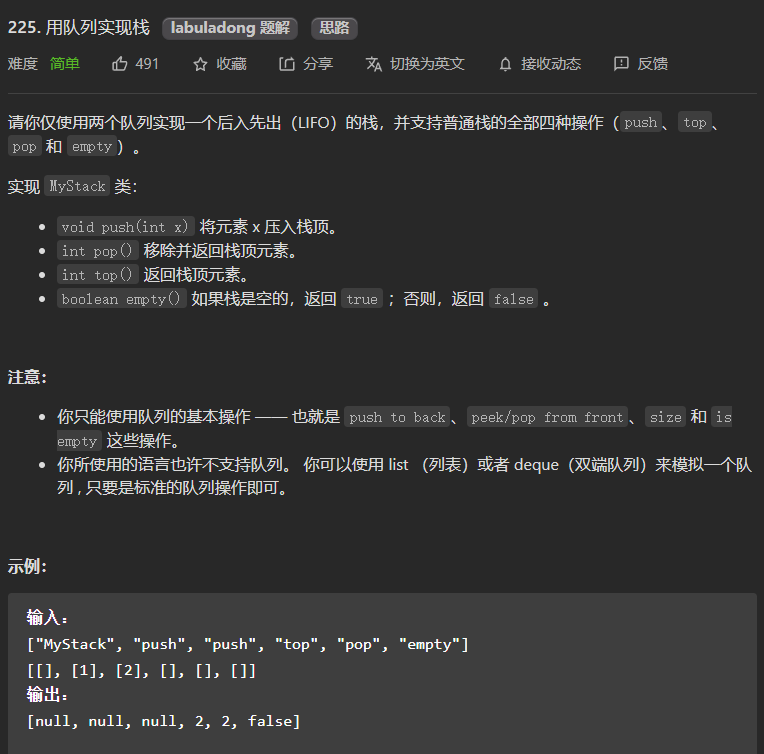 225. 用队列实现栈 labuladong 题解 思路
难度 简单 491 收藏 分享 切换为英文 接收动态 反馈
请你仅使用两个队列实现一个后入先出（LIFO）的栈，并支持普通栈的全部四种操作（push、top、
pop 和 empty）。
实现 MyStack 类：
• void push(int x) 将元素 x 压入栈顶。
• int pop() 移除并返回栈顶元素。
• int top() 返回栈顶元素。
• boolean empty() 如果栈是空的，返回 true ；否则，返回 false 。
注意：
• 你只能使用队列的基本操作 —— 也就是 push to back、peek/pop from front、size 和 is
empty 这些操作。
• 你所使用的语言也许不支持队列。 你可以使用 list （列表）或者 deque（双端队列）来模拟一个队
列 , 只要是标准的队列操作即可。
示例：
输入：
["MyStack", "push", "push", "top", "pop", "empty"]
[[], [1], [2], [], [], []]
输出：
[null, null, null, 2, 2, false]